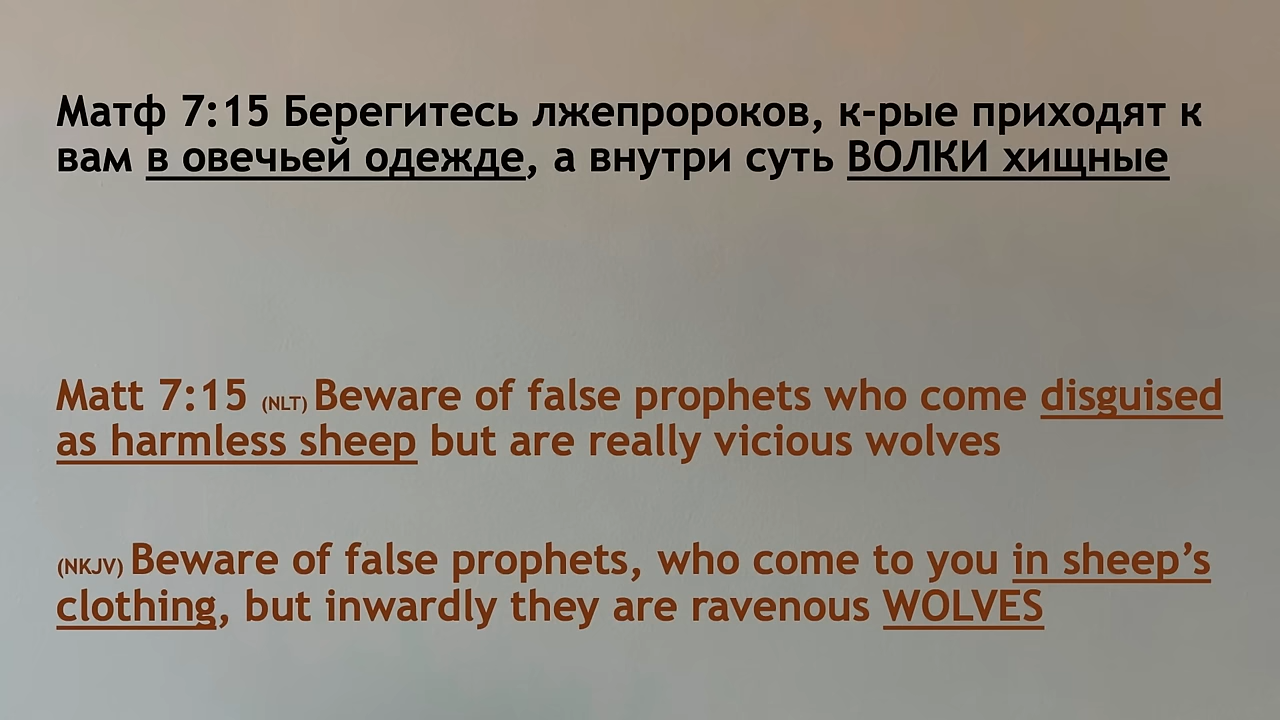 Матф 7:15 Берегитесь лжепророков, к-рые приходят к
вам в овечьей одежде, а внутри суть ВОЛКИ хищные
Matt 7:15 (NLT) Beware of false prophets who come disguised
as harmless sheep but are really vicious wolves
(NKJV) Beware of false prophets, who come to you in sheep’s
clothing, but inwardly they are ravenous WOLVES